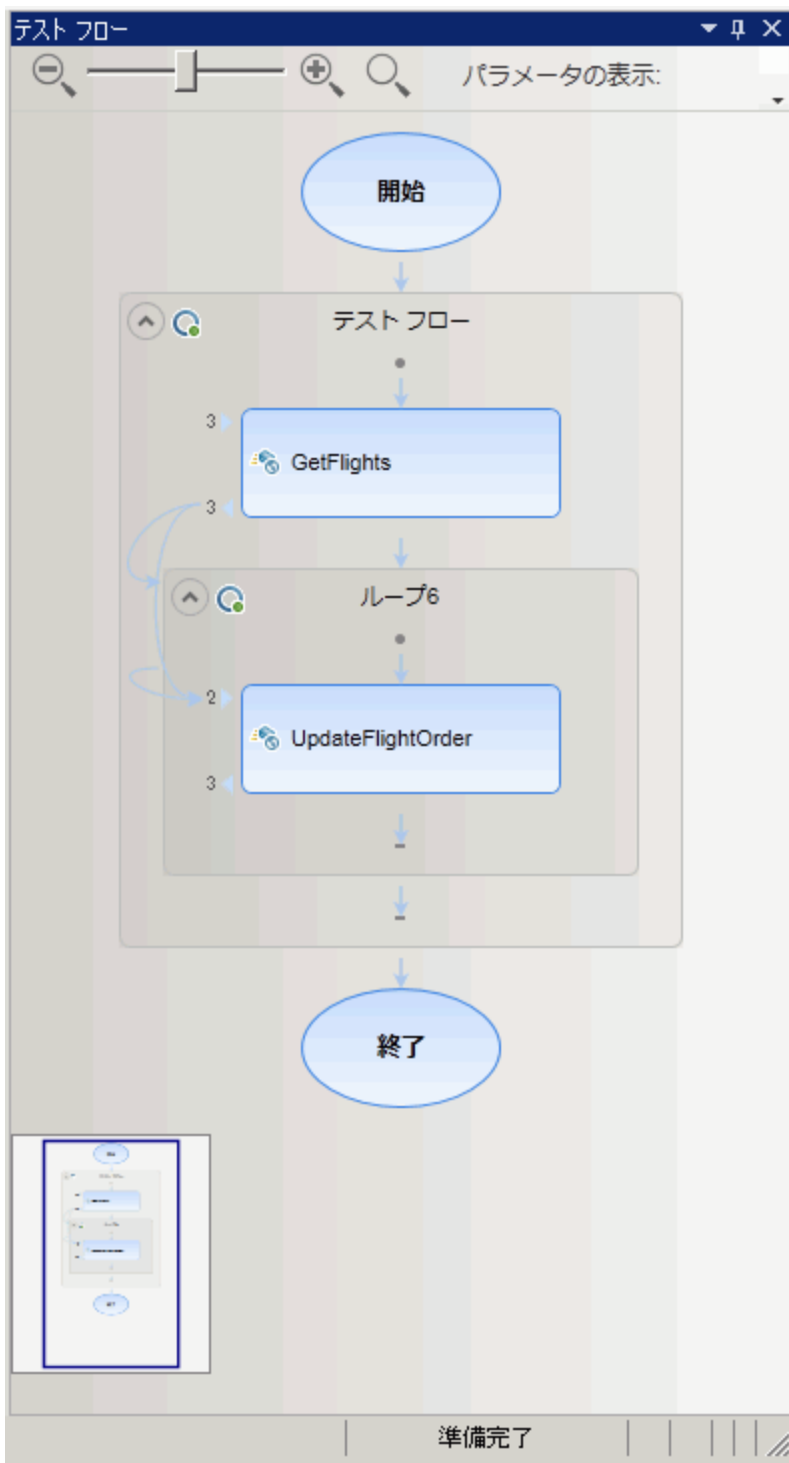 テスト フロー
パラメータの表示:
開始
テスト フロー
3
GetFlights
3
ループ6
2
UpdateFlightOrder
3
終了
準備完了